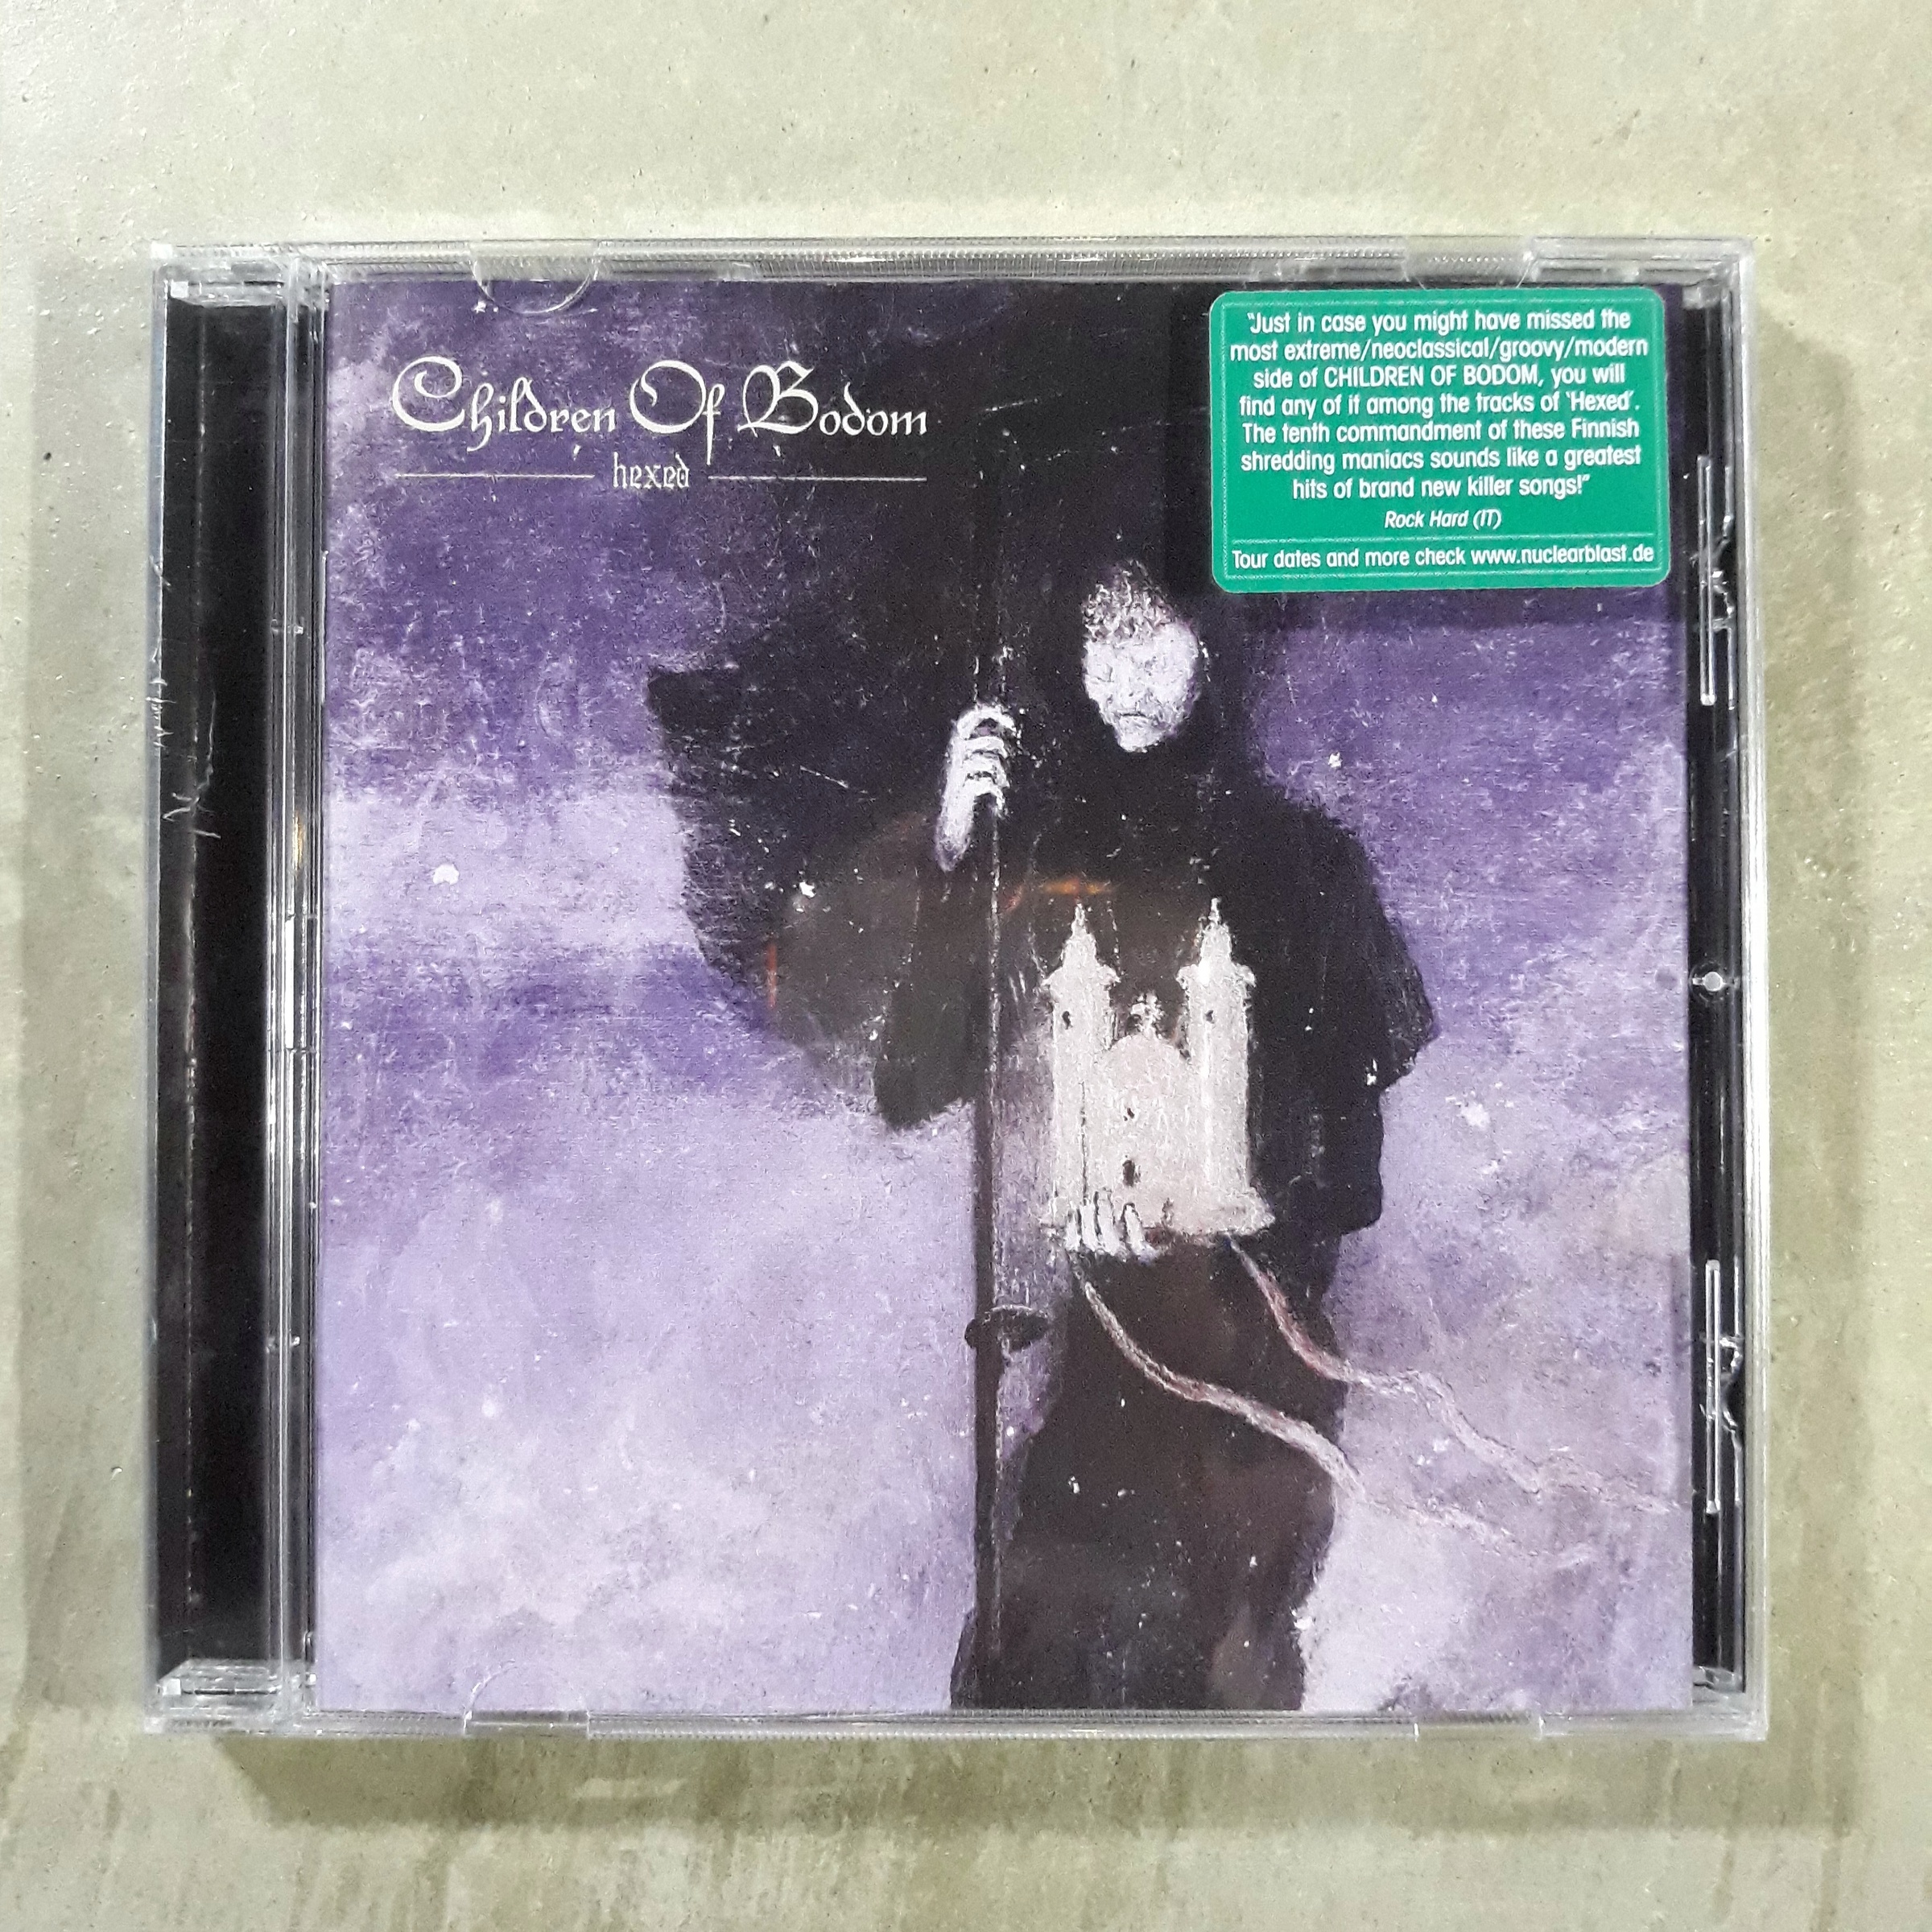 Children Of Bodom
hexed
"Just in case you might have missed the
most extreme/neoclassical/groovy/modern
side of CHILDREN OF BODOM, you will
find any of it among the tracks of 'Hexed'.
The tenth commandment of these Finnish
shredding maniacs sounds like a greatest
hits of brand new killer songs!"
Rock Hard (IT)
Tour dates and more check www.nuclearblast.de